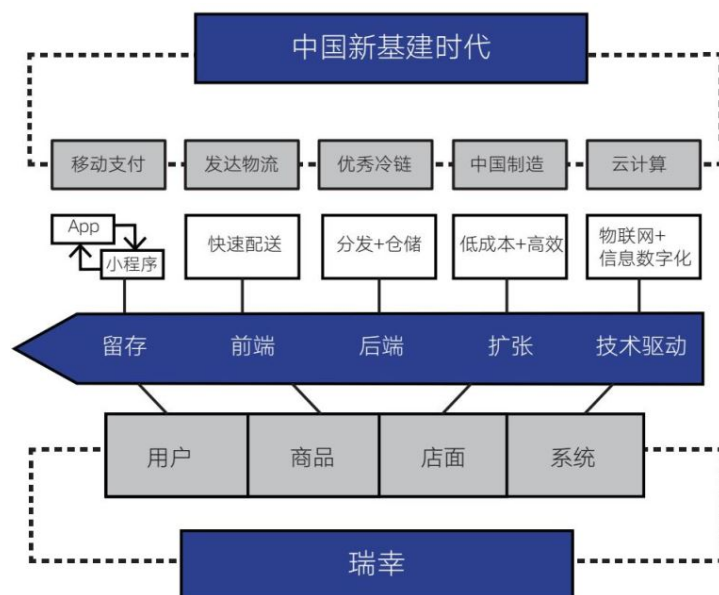 中国新基建时代
移动支付
发达物流
优秀冷链
中国制造
云计算
App
小程序
快速配送
分发+仓储
低成本+高效
物联网+
信息数字化
留存
前端
后端
扩张
技术驱动
用户
商品
店面
系统
瑞幸